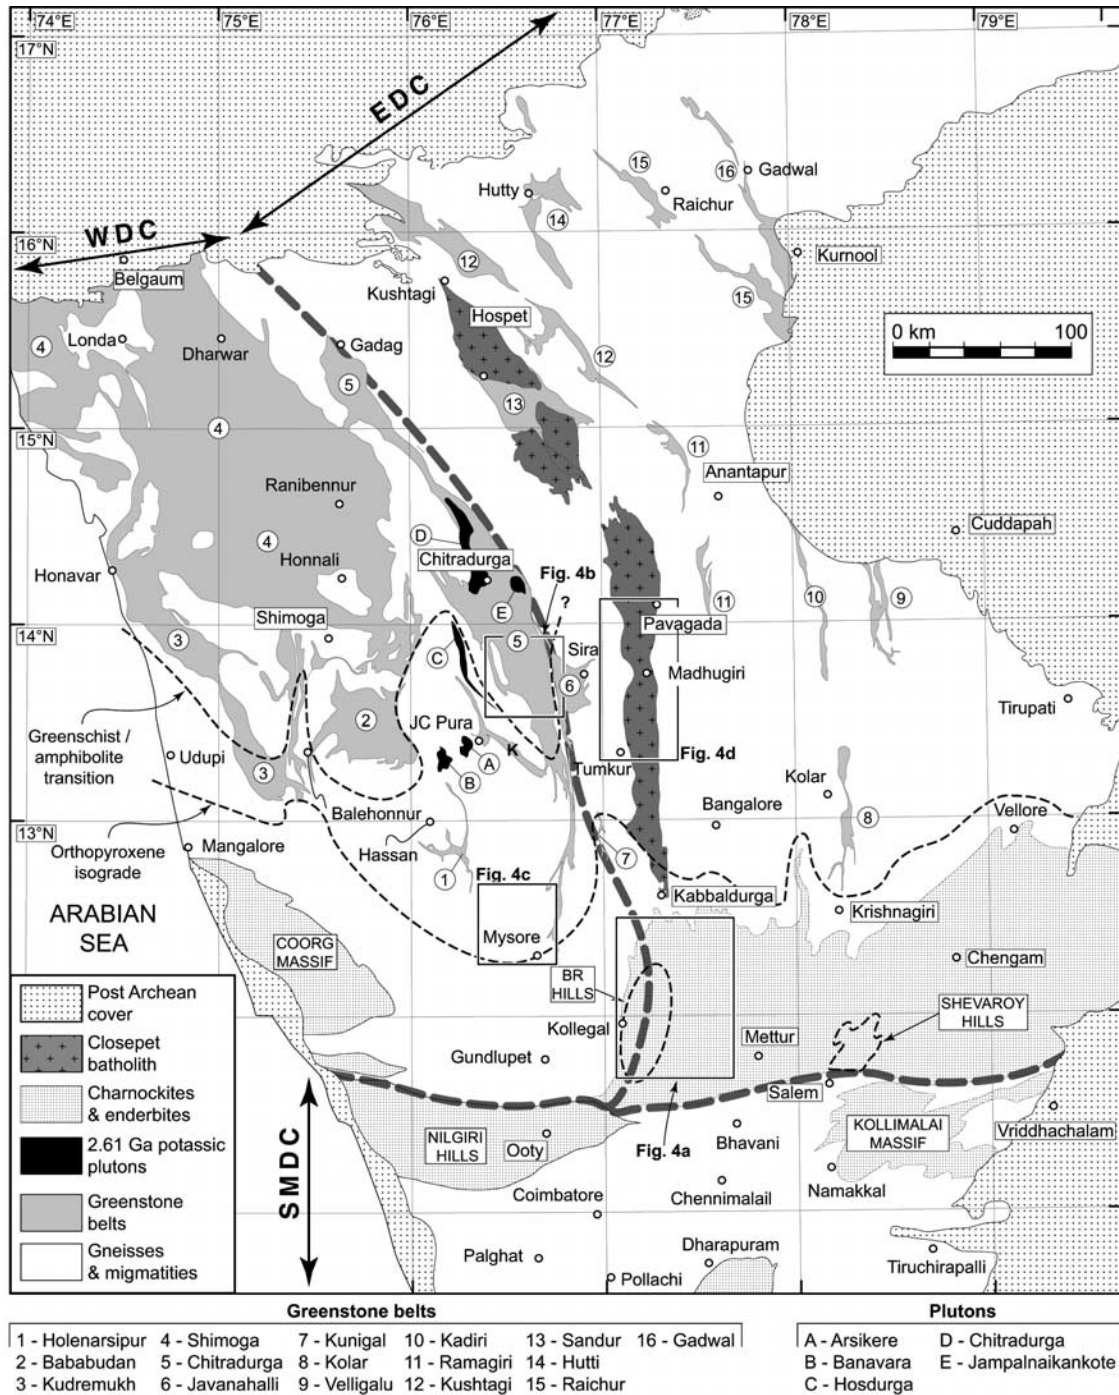 74°E 75°E 76°E 77°E 78°E 79°E
17°N
EDC
16
Gadwal
15
Hutty
Raichur
14
WDC
16°N
Belgaum
12
Kurnool
Kushtagi
15
Hospet
0 km 100
4
Londa
Dharwar
Gadag
12
5
13
4
15°N
11
Anantapur
Ranibennur
D
Cuddapah
4
Honnali
Chitradurga
Fig. 4b
Honavar
E
?
11
10
9
Shimoga
14°N
Pavagada
3
C
5
Sira
6
Madhugiri
2
Greenschist /
amphibolite
transition
JC Pura
K
A
Fig. 4d
Udupi
3
B
Tumkur
Tirupati
Kolar
Balehonnur
Bangalore
8
Vellore
13°N
Hassan
7
Orthopyroxene
isograde
Mangalore
1
Fig. 4c
Kabbaldurga
Krishnagiri
ARABIAN
SEA
COORG
MASSIF
Mysore
BR
HILLS
Chengam
SHEVAROY
HILLS
Kollegal
Gundlupet
Mettur
Salem
SMDC
NILGIRI
HILLS
Ooty
Fig. 4a
Bhavani
KOLLIMALAI
MASSIF
Vriddhachalam
Chennimalail
Namakkal
Coimbatore
Palghat
Dharapuram
Pollachi
Tiruchirapalli
Post Archean
cover
Closepet
batholith
Charnockites
& enderbites
2.61 Ga potassic
plutons
Greenstone
belts
Gneisses
& migmatities
Greenstone belts
1 - Holenarsipur 4 - Shimoga 7 - Kunigal 10 - Kadiri 13 - Sandur 16 - Gadwal
2 - Bababudan 5 - Chitradurga 8 - Kolar 11 - Ramagiri 14 - Hutti
3 - Kudremukh 6 - Javanahalli 9 - Velligalu 12 - Kushtagi 15 - Raichur
Plutons
A - Arsikere D - Chitradurga
B - Banavara E - Jampalnaikankote
C - Hosdurga